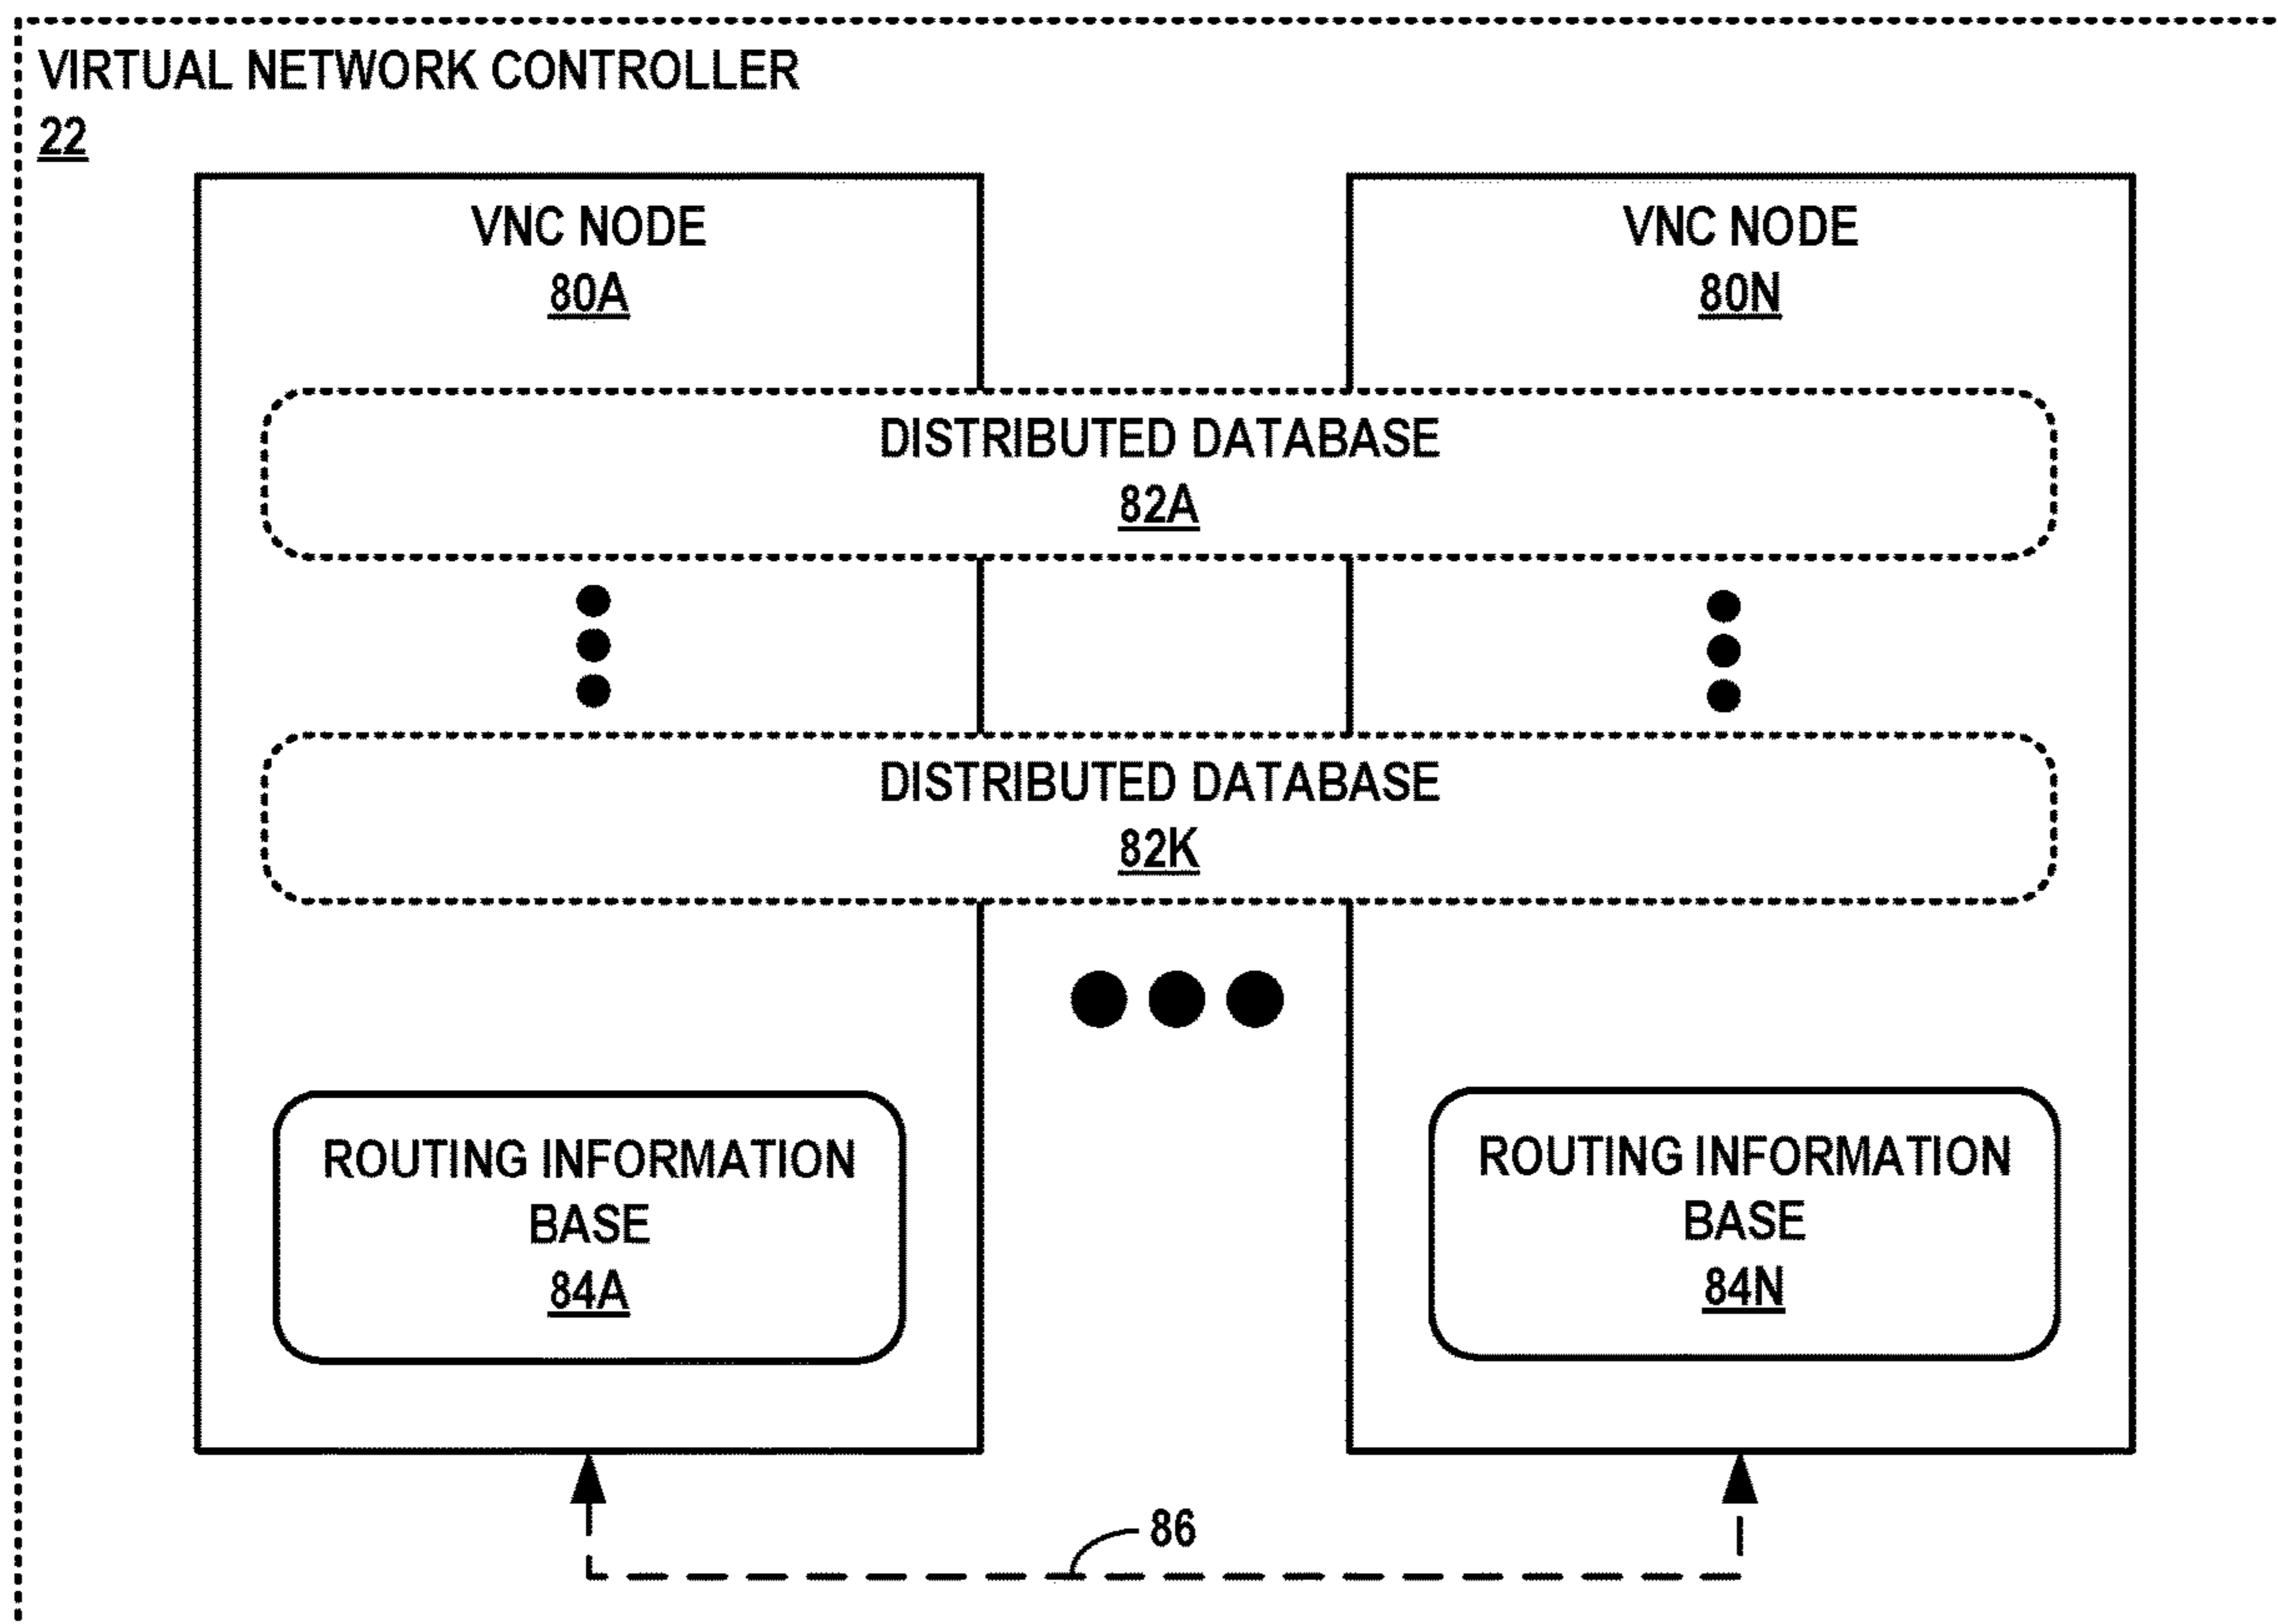 VIRTUAL NETWORK CONTROLLER
22
VNC NODE
80A
VNC NODE
80N
DISTRIBUTED DATABASE
82A
DISTRIBUTED DATABASE
82K
ROUTING INFORMATION
BASE
84A
ROUTING INFORMATION
BASE
84N
86